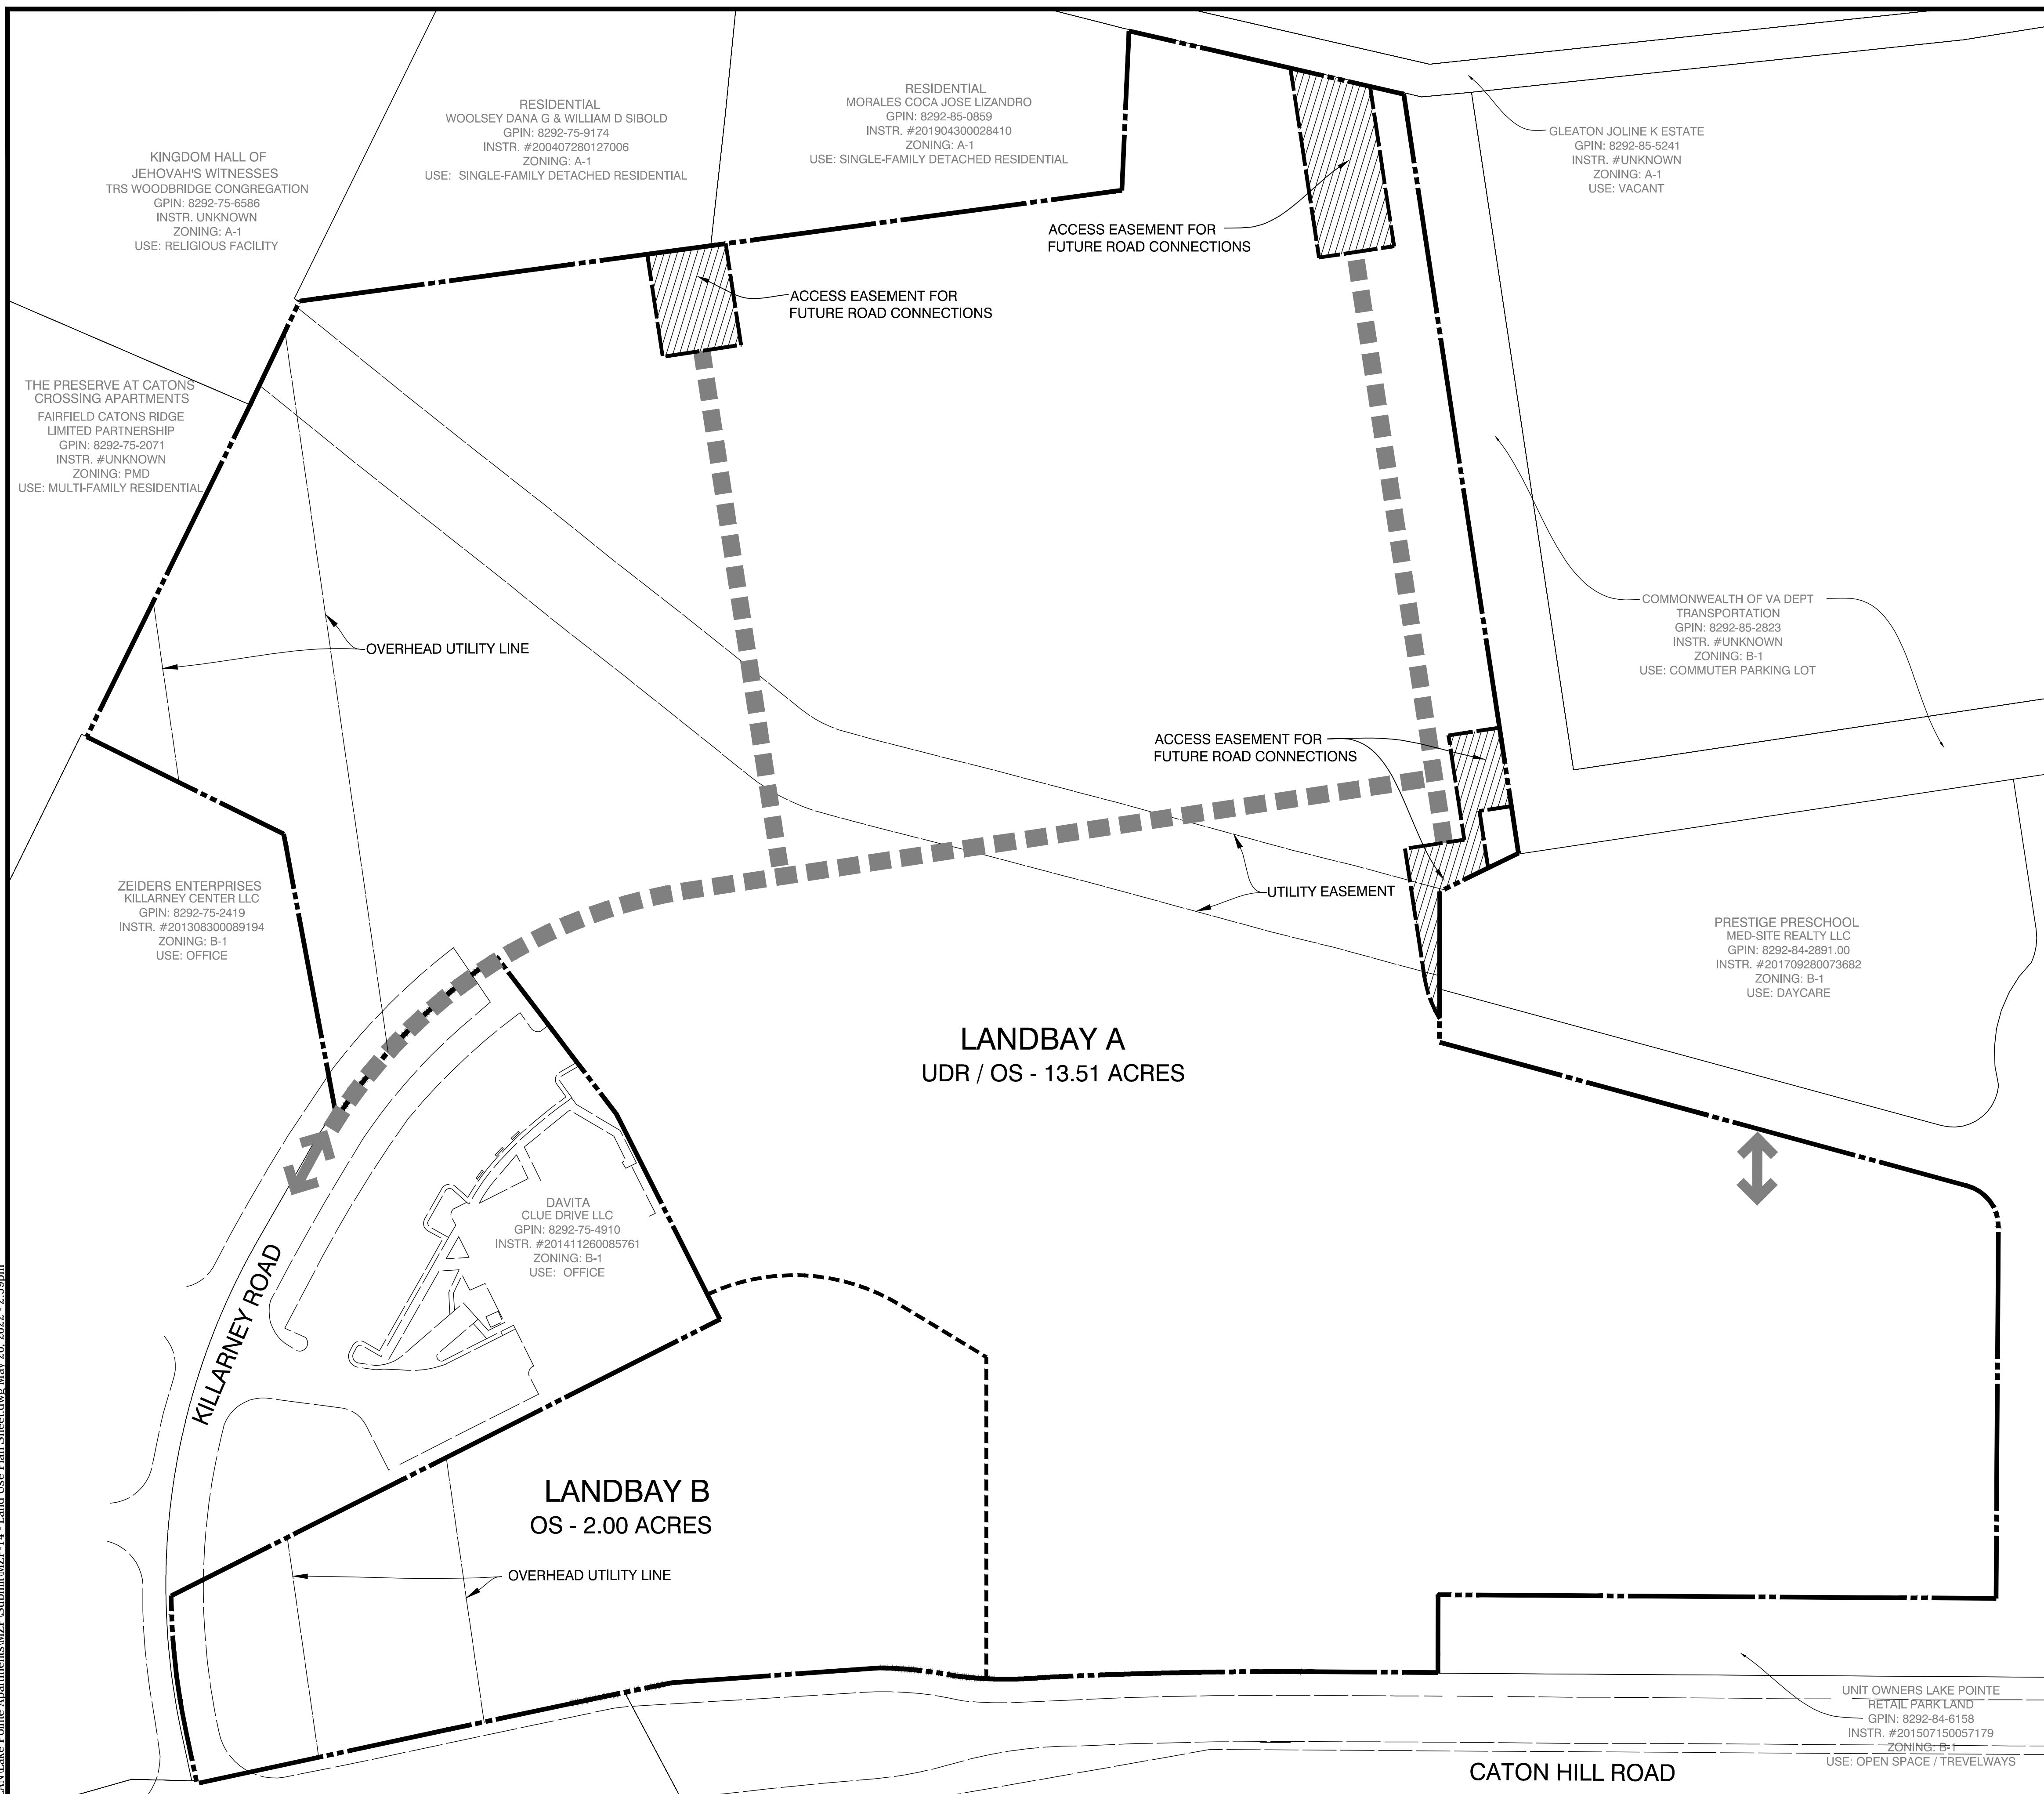 RESIDENTIAL
WOOLSEY DANA G & WILLIAM D SIBOLD
GPIN: 8292-75-9174
INSTR. #200407280127006
ZONING: A-1
USE: SINGLE-FAMILY DETACHED RESIDENTIAL
RESIDENTIAL
MORALES COCA JOSE LIZANDRO
GPIN: 8292-85-0859
INSTR. #201904300028410
ZONING: A-1
USE: SINGLE-FAMILY DETACHED RESIDENTIAL
GLEATON JOLINE K ESTATE
GPIN: 8292-85-5241
INSTR. #UNKNOWN
ZONING: A-1
USE: VACANT
KINGDOM HALL OF
JEHOVAH'S WITNESSES
TRS WOODBRIDGE CONGREGATION
GPIN: 8292-75-6586
INSTR. UNKNOWN
ZONING: A-1
USE: RELIGIOUS FACILITY
ACCESS EASEMENT FOR
FUTURE ROAD CONNECTIONS
ACCESS EASEMENT FOR
FUTURE ROAD CONNECTIONS
THE PRESERVE AT CATONS
CROSSING APARTMENTS
FAIRFIELD CATONS RIDGE
LIMITED PARTNERSHIP
GPIN: 8292-75-2071
INSTR. #UNKNOWN
ZONING: PMD
USE: MULTI-FAMILY RESIDENTIAL
OVERHEAD UTILITY LINE
COMMONWEALTH OF VA DEPT
TRANSPORTATION
GPIN: 8292-85-2823
INSTR. #UNKNOWN
ZONING: B-1
USE: COMMUTER PARKING LOT
ACCESS EASEMENT FOR
FUTURE ROAD CONNECTIONS
ZEIDERS ENTERPRISES
KILLARNEY CENTER LLC
GPIN: 8292-75-2419
INSTR. #201308300089194
ZONING: B-1
USE: OFFICE
UTILITY EASEMENT
PRESTIGE PRESCHOOL
MED-SITE REALTY LLC
GPIN: 8292-84-2891.00
INSTR. #201709280073682
ZONING: B-1
USE: DAYCARE
LANDBAY A
UDR / OS - 13.51 ACRES
DAVITA
CLUE DRIVE LLC
GPIN: 8292-75-4910
INSTR. #201411260085761
ZONING: B-1
USE: OFFICE
KILLARNEY ROAD
LANDBAY B
OS - 2.00 ACRES
OVERHEAD UTILITY LINE
UNIT OWNERS LAKE POINTE
RETAIL PARK LAND
GPIN: 8292-84-6158
INSTR. #201507150057179
ZONING: B-1
USE: OPEN SPACE / TREVELWAYS
CATON HILL ROAD